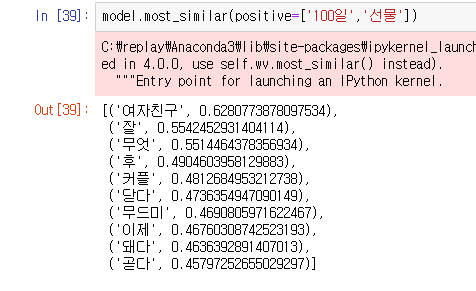 In [39]: model.most_similar(positive=['100일','선물'])
C:\replay\Anaconda3\lib\site-packages\ipykernel_launch
ed in 4.0.0, use self.wv.most_similar() instead).
"""Entry point for launching an IPython kernel.
Out[39]: [('여자친구', 0.6280773878097534),
('잘', 0.5542452931404114),
('무엇', 0.5514464378356934),
('후', 0.4904603958129883),
('커플', 0.4812684953212738),
('달다', 0.4736354947090149),
('무드미', 0.4690805971622467),
('이제', 0.46760308742523193),
('돼다', 0.4636392891407013),
('곧다', 0.45797252655029297)]